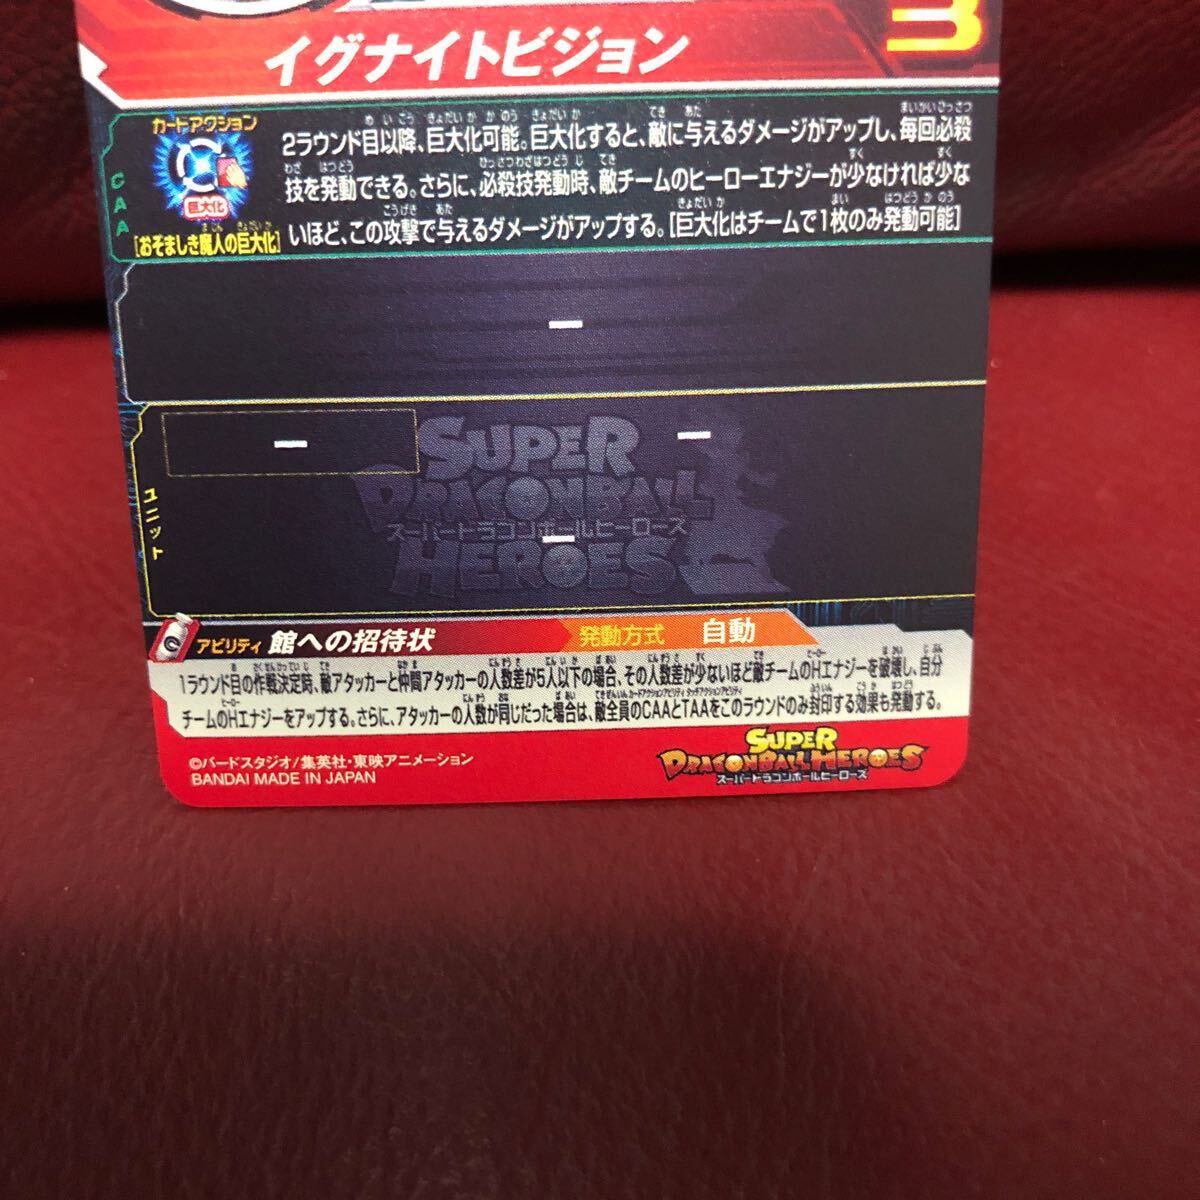 3
イグナイトビジョン
CAA
カードアクション
巨大化
[おぞましき魔人の巨大化]
2ラウンド目以降、巨大化可能。巨大化すると、敵に与えるダメージがアップし、毎回必殺
技を発動できる。さらに、必殺技発動時、敵チームのヒーローエナジーが少なければ少な
いほど、この攻撃で与えるダメージがアップする。[巨大化はチームで1枚のみ発動可能]
ー
ユニット
ー
ー
ー
SUPER
DRAGONBALL
スーパードラゴンボールヒーローズ
HEROES
アビリティ 館への招待状 発動方式 自動
1ラウンド目の作戦決定時、敵アタッカーと仲間アタッカーの人数差が5人以下の場合、その人数差が少ないほど敵チームのHエナジーを破壊し、自分
チームのHエナジーをアップする。さらに、アタッカーの人数が同じだった場合は、敵全員のCAAとTAAをこのラウンドのみ封印する効果も発動する。
©バードスタジオ/集英社・東映アニメーション
BANDAI MADE IN JAPAN
SUPER
DRAGONBALL HEROES
スーパードラゴンボールヒーローズ